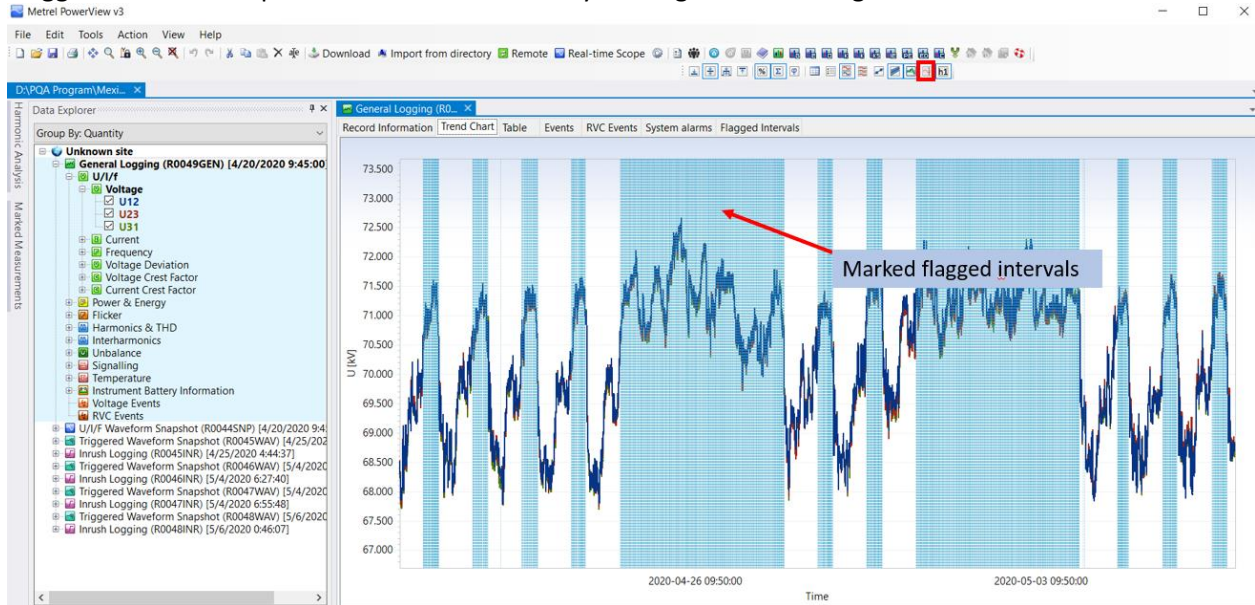 Metrel PowerView v3
File Edit Tools Action View Help
Download Import from directory Remote Real-time Scope
h1
D:\PQA Program\Mexi...
Data Explorer
General Logging (R0...
Harmonic Analysis
Marked Measurements
Group By: Quantity
Record Information Trend Chart Table Events RVC Events System alarms Flagged Intervals
Unknown site
General Logging (R0049GEN) [4/20/2020 9:45:00]
U/I/f
Voltage
U12
U23
U31
Current
Frequency
Voltage Deviation
Voltage Crest Factor
Current Crest Factor
Power & Energy
Flicker
Harmonics & THD
Interharmonics
Unbalance
Signalling
Temperature
Instrument Battery Information
Voltage Events
RVC Events
U/I/F Waveform Snapshot (R0044SNP) [4/20/2020 9:4
Triggered Waveform Snapshot (R0045WAV) [4/25/202
Inrush Logging (R0045INR) [4/25/2020 4:44:37]
Triggered Waveform Snapshot (R0046WAV) [5/4/2020
Inrush Logging (R0046INR) [5/4/2020 6:27:40]
Triggered Waveform Snapshot (R0047WAV) [5/4/2020
Inrush Logging (R0047INR) [5/4/2020 6:55:48]
Triggered Waveform Snapshot (R0048WAV) [5/6/2020
Inrush Logging (R0048INR) [5/6/2020 0:46:07]
73.500
73.000
72.500
72.000
71.500
71.000
70.500
70.000
69.500
69.000
68.500
68.000
67.500
67.000
U [kV]
Marked flagged intervals
2020-04-26 09:50:00 2020-05-03 09:50:00
Time